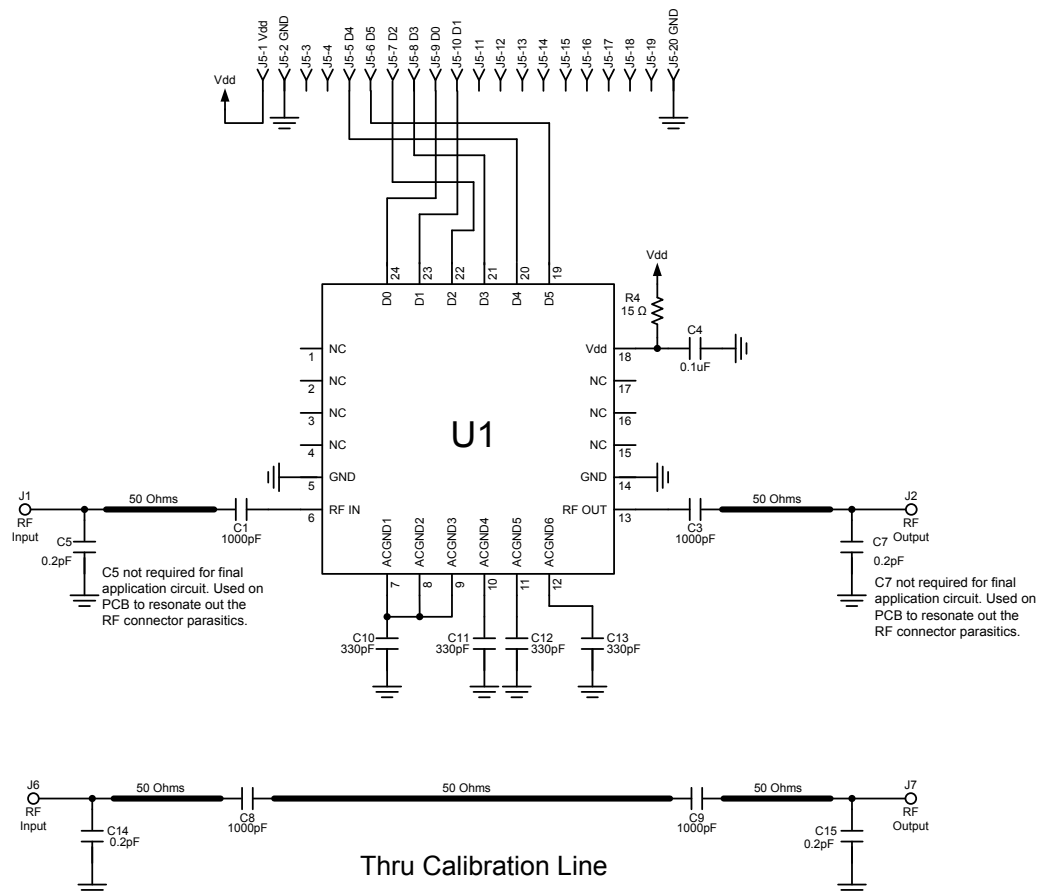 J5-1 Vdd
J5-2 GND
J5-3
J5-4
J5-5 D4
J5-6 D5
J5-7 D2
J5-8 D3
J5-9 D0
J5-10 D1
J5-11
J5-12
J5-13
J5-14
J5-15
J5-16
J5-17
J5-18
J5-19
J5-20 GND
Vdd
24
23
22
21
20
19
D0
D1
D2
D3
D4
D5
Vdd
R4
15 Ω
C4
0.1uF
NC
1
NC
2
NC
3
NC
4
GND
5
RF IN
6
U1
Vdd
18
NC
17
NC
16
NC
15
GND
14
RF OUT
13
ACGND1
ACGND2
ACGND3
ACGND4
ACGND5
ACGND6
7
8
9
10
11
12
J1
RF
Input
50 Ohms
C1
1000pF
C5
0.2pF
C5 not required for final
application circuit. Used on
PCB to resonate out the
RF connector parasitics.
C3
1000pF
50 Ohms
J2
RF
Output
C7
0.2pF
C7 not required for final
application circuit. Used on
PCB to resonate out the
RF connector parasitics.
C10
330pF
C11
330pF
C12
330pF
C13
330pF
J6
RF
Input
50 Ohms
C8
1000pF
50 Ohms
C9
1000pF
50 Ohms
J7
RF
Output
C14
0.2pF
C15
0.2pF
Thru Calibration Line